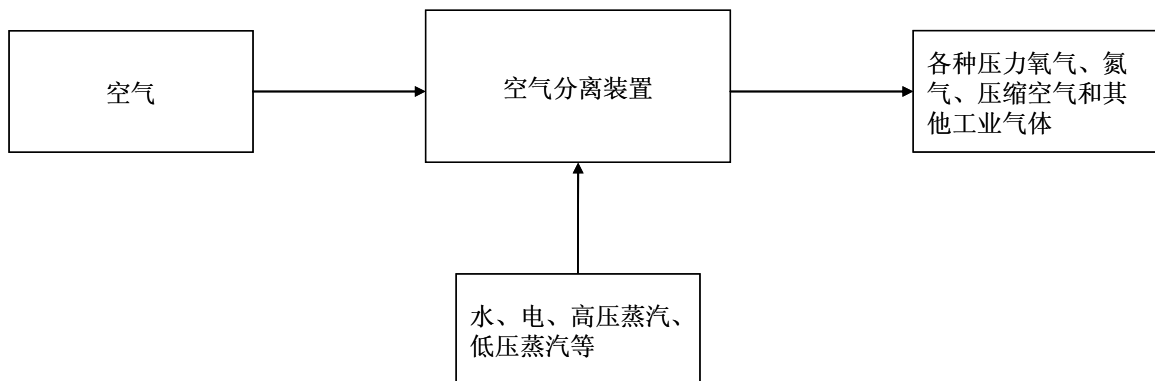 空气
空气分离装置
各种压力氧气、氮
气、压缩空气和其
他工业气体
水、电、高压蒸汽、
低压蒸汽等